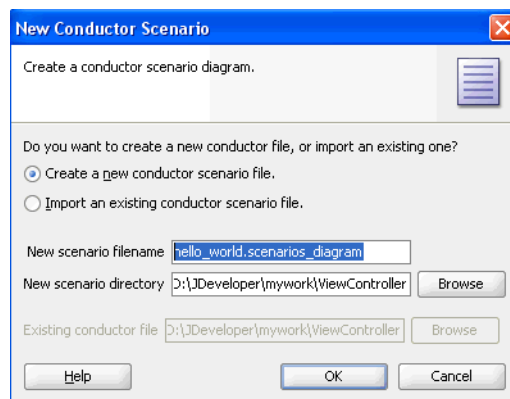 New Conductor Scenario
Create a conductor scenario diagram.
Do you want to create a new conductor file, or import an existing one?
Create a new conductor scenario file.
Import an existing conductor scenario file.
New scenario filename hello_world.scenarios_diagram
New scenario directory D:\JDeveloper\mywork\ViewController Browse
Existing conductor file D:\JDeveloper\mywork\ViewController Browse
Help OK Cancel